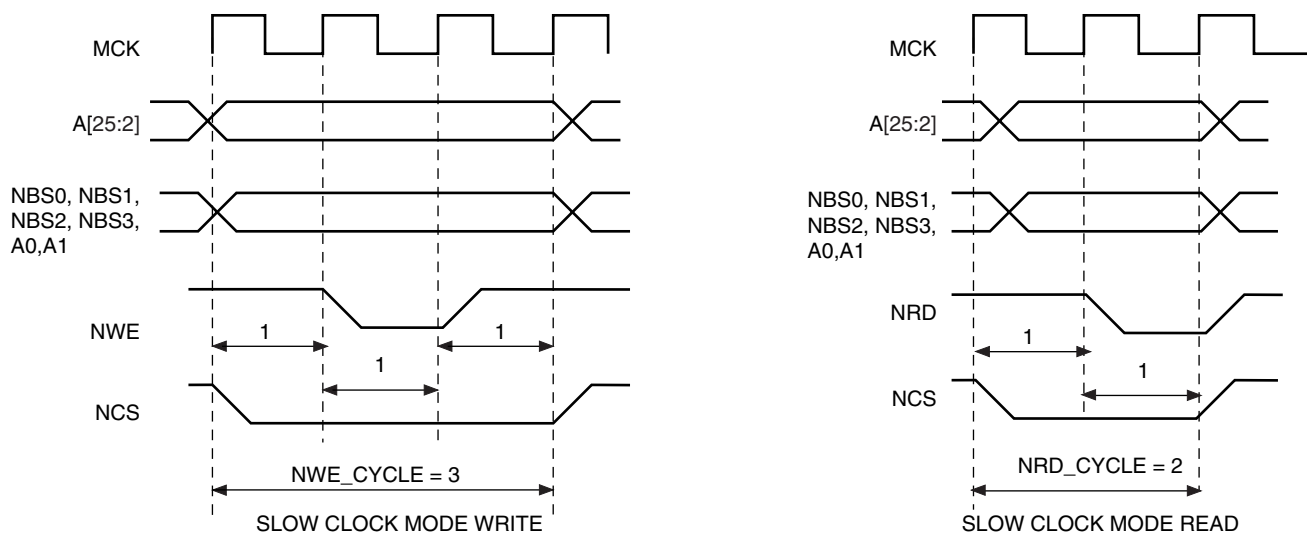 MCK
A[25:2]
NBS0, NBS1,
NBS2, NBS3,
A0,A1
NWE
1
1
1
NCS
NWE_CYCLE = 3
SLOW CLOCK MODE WRITE
MCK
A[25:2]
NBS0, NBS1,
NBS2, NBS3,
A0,A1
NRD
1
1
NCS
NRD_CYCLE = 2
SLOW CLOCK MODE READ